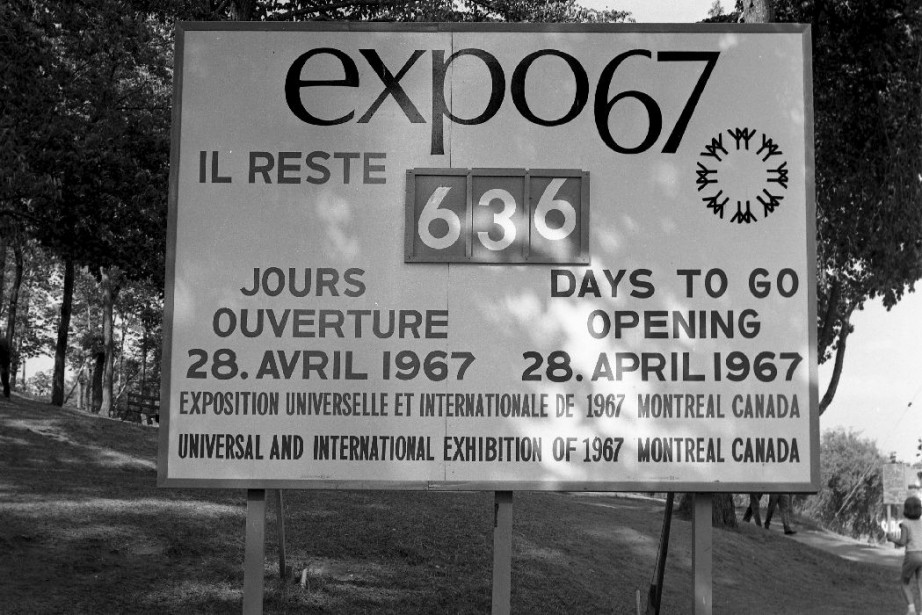 expo67
IL RESTE
636
JOURS
OUVERTURE
28. AVRIL 1967
DAYS TO GO
OPENING
28. APRIL 1967
EXPOSITION UNIVERSELLE ET INTERNATIONALE DE 1967 MONTREAL CANADA
UNIVERSAL AND INTERNATIONAL EXHIBITION OF 1967 MONTREAL CANADA